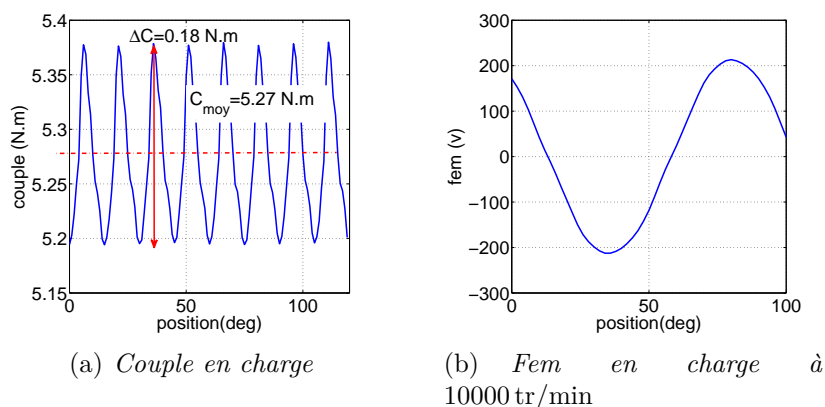 5.4
5.35
5.3
5.25
5.2
5.15
couple (N.m)
ΔC=0.18 N.m
C_moy=5.27 N.m
0 50 100
position(deg)
(a) Couple en charge
300
200
100
0
−100
−200
−300
fem (v)
0 50 100
position(deg)
(b) Fem en charge à
10000 tr/min